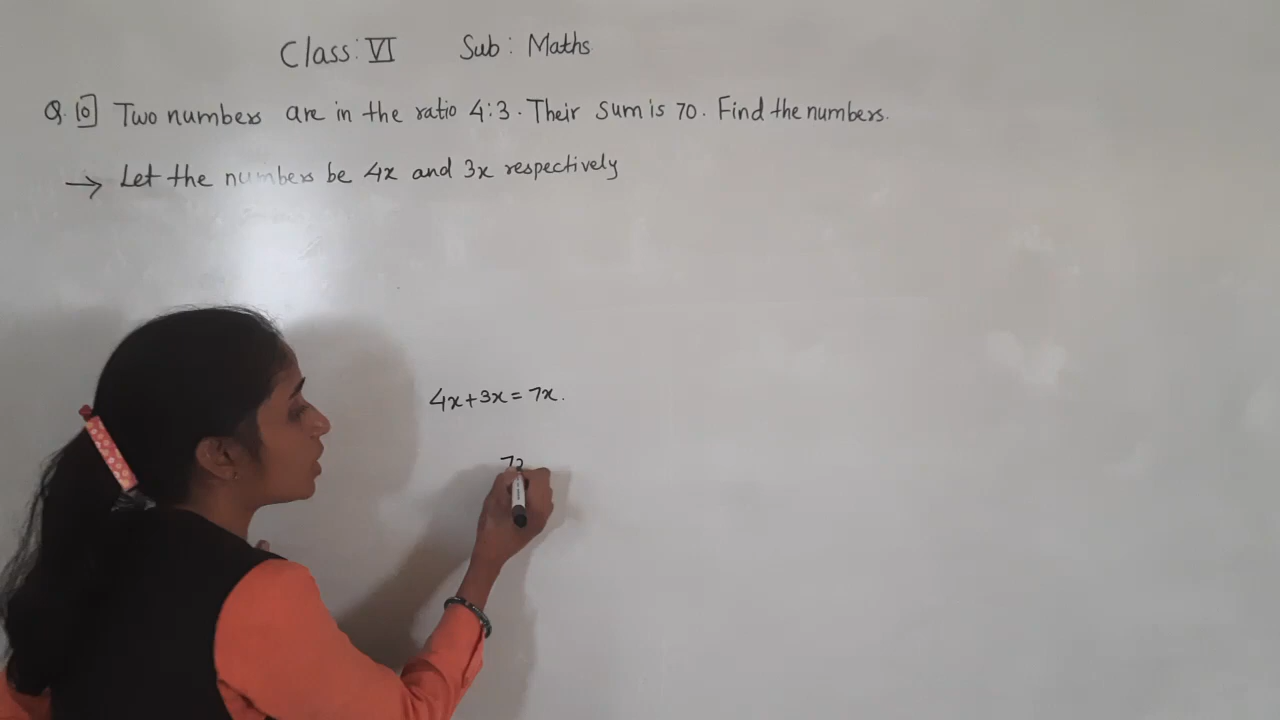 Class: VI Sub: Maths
Q. 10 Two numbers are in the ratio 4:3. Their sum is 70. Find the numbers.
→ Let the numbers be 4x and 3x respectively
4x+3x = 7x.